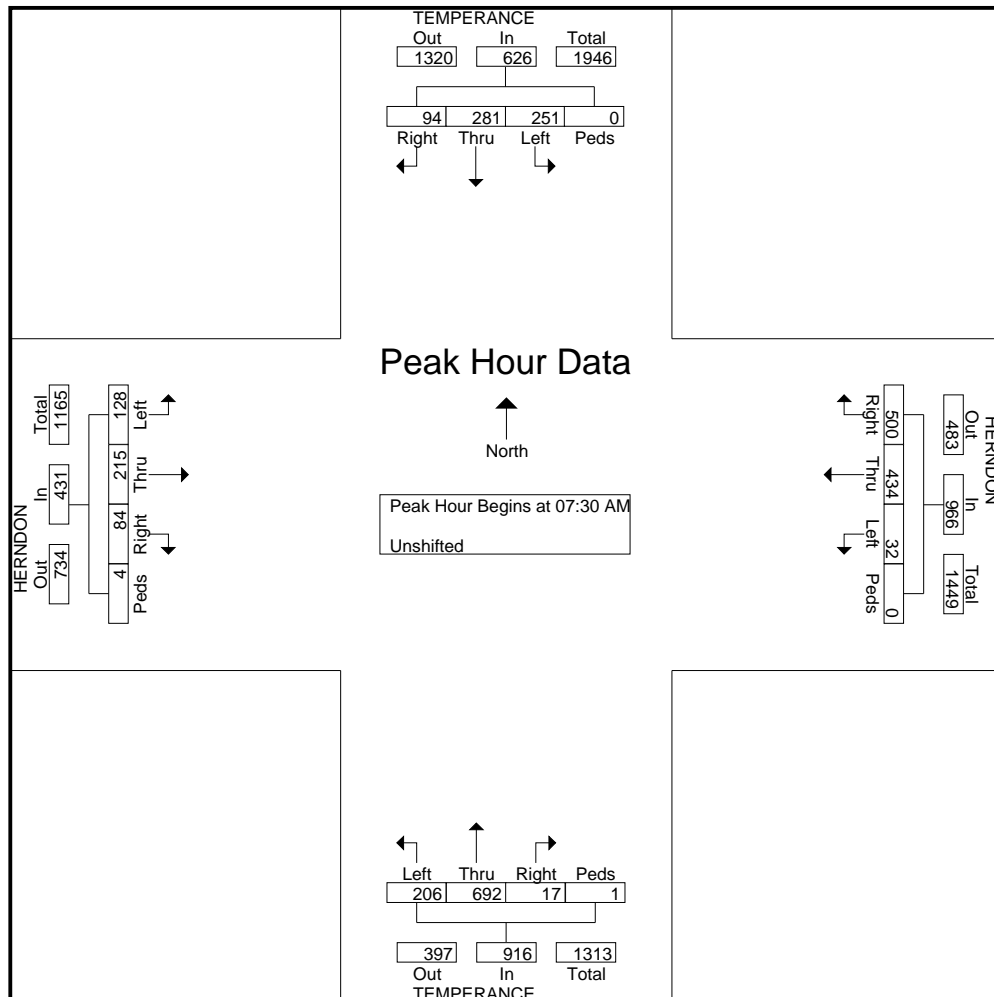 TEMPERANCE
Out In Total
1320 626 1946
94 281 251 0
Right Thru Left Peds
Peak Hour Data
North
Peak Hour Begins at 07:30 AM
Unshifted
HERNDON
Total In Out
1165 431 734
128 215 84 4
Left Thru Right Peds
HERNDON
Out In Total
483 966 1449
500 434 32 0
Right Thru Left Peds
Left Thru Right Peds
206 692 17 1
397 916 1313
Out In Total
TEMPERANCE